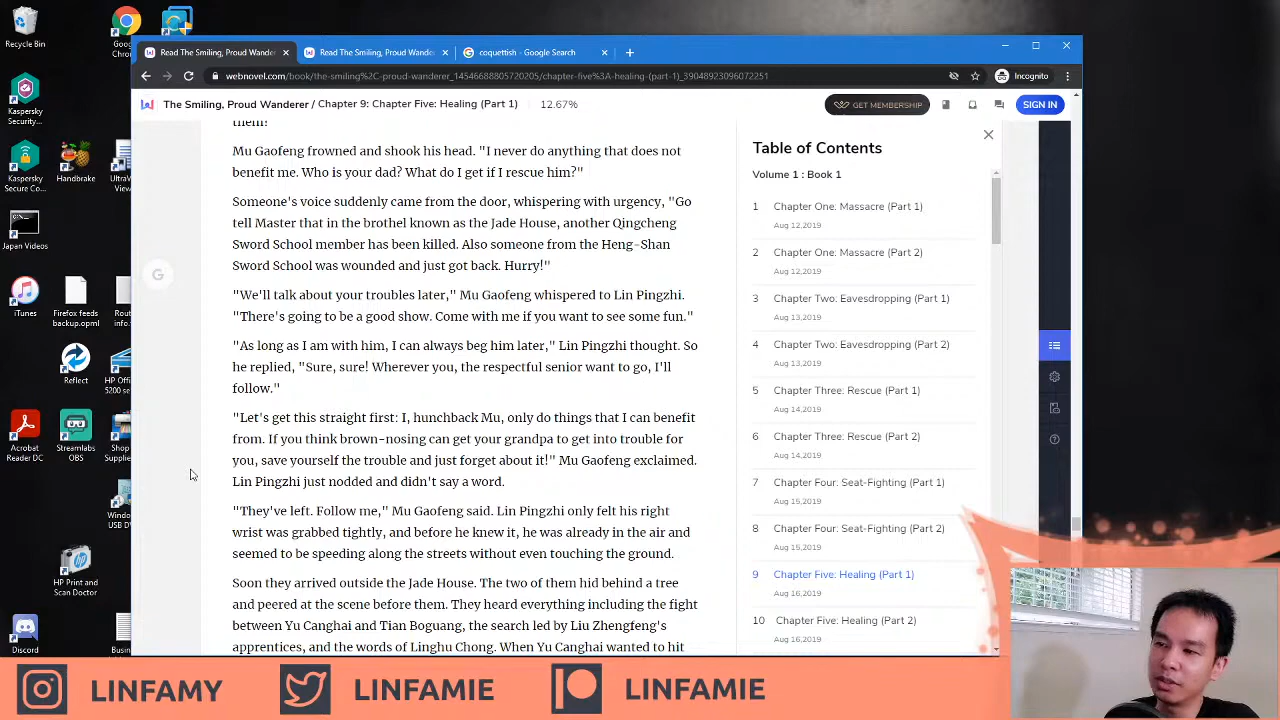 Recycle Bin
Goo
Chro
Kaspersky
Security...
Kaspersky
Secure Co...
Handbrake
UltraV
View
Japan Videos
iTunes
Firefox feeds
backup.opml
Rout
info..
Reflect
HP Office
5200 se
Acrobat
Reader DC
Streamlabs
OBS
Shop
Supplie
Window
USB DV
HP Print and
Scan Doctor
Discord
Busin
Read The Smiling, Proud Wander
Read The Smiling, Proud Wande
coquettish - Google Search
webnovel.com/book/the-smiling%2C-proud-wanderer_14546688805720205/chapter-five%3A-healing-(part-1)_39048923096072251
Incognito
The Smiling, Proud Wanderer / Chapter 9: Chapter Five: Healing (Part 1)
12.67%
GET MEMBERSHIP
SIGN IN
them!
Mu Gaofeng frowned and shook his head. "I never do anything that does not
benefit me. Who is your dad? What do I get if I rescue him?"
Someone's voice suddenly came from the door, whispering with urgency, "Go
tell Master that in the brothel known as the Jade House, another Qingcheng
Sword School member has been killed. Also someone from the Heng-Shan
Sword School was wounded and just got back. Hurry!"
"We'll talk about your troubles later," Mu Gaofeng whispered to Lin Pingzhi.
"There's going to be a good show. Come with me if you want to see some fun."
"As long as I am with him, I can always beg him later," Lin Pingzhi thought. So
he replied, "Sure, sure! Wherever you, the respectful senior want to go, I'll
follow."
"Let's get this straight first: I, hunchback Mu, only do things that I can benefit
from. If you think brown-nosing can get your grandpa to get into trouble for
you, save yourself the trouble and just forget about it!" Mu Gaofeng exclaimed.
Lin Pingzhi just nodded and didn't say a word.
"They've left. Follow me," Mu Gaofeng said. Lin Pingzhi only felt his right
wrist was grabbed tightly, and before he knew it, he was already in the air and
seemed to be speeding along the streets without even touching the ground.
Soon they arrived outside the Jade House. The two of them hid behind a tree
and peered at the scene before them. They heard everything including the fight
between Yu Canghai and Tian Boguang, the search led by Liu Zhengfeng's
apprentices, and the words of Linghu Chong. When Yu Canghai wanted to hit
Table of Contents
Volume 1 : Book 1
1 Chapter One: Massacre (Part 1)
Aug 12,2019
2 Chapter One: Massacre (Part 2)
Aug 12,2019
3 Chapter Two: Eavesdropping (Part 1)
Aug 13,2019
4 Chapter Two: Eavesdropping (Part 2)
Aug 13,2019
5 Chapter Three: Rescue (Part 1)
Aug 14,2019
6 Chapter Three: Rescue (Part 2)
Aug 14,2019
7 Chapter Four: Seat-Fighting (Part 1)
Aug 15,2019
8 Chapter Four: Seat-Fighting (Part 2)
Aug 15,2019
9 Chapter Five: Healing (Part 1)
Aug 16,2019
10 Chapter Five: Healing (Part 2)
Aug 16,2019
LINFAMY
LINFAMIE
LINFAMIE